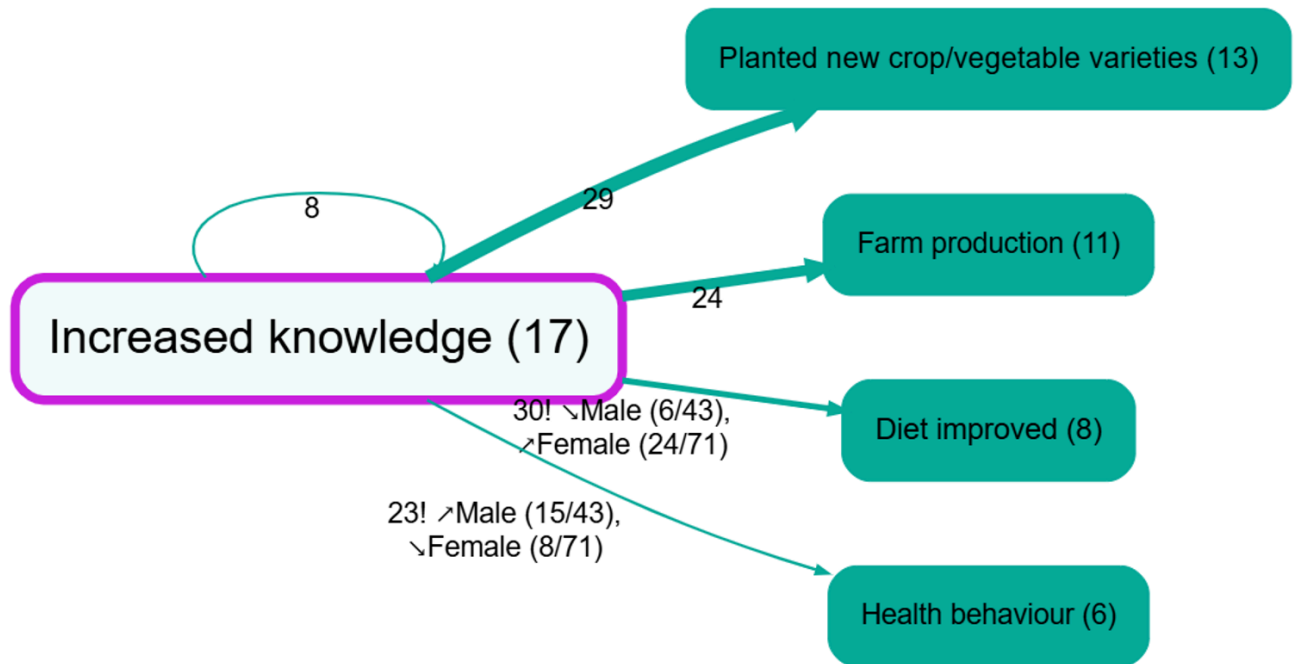 Planted new crop/vegetable varieties (13)
8
29
Farm production (11)
24
Increased knowledge (17)
30! ↘Male (6/43),
↗Female (24/71)
Diet improved (8)
23! ↗Male (15/43),
↘Female (8/71)
Health behaviour (6)